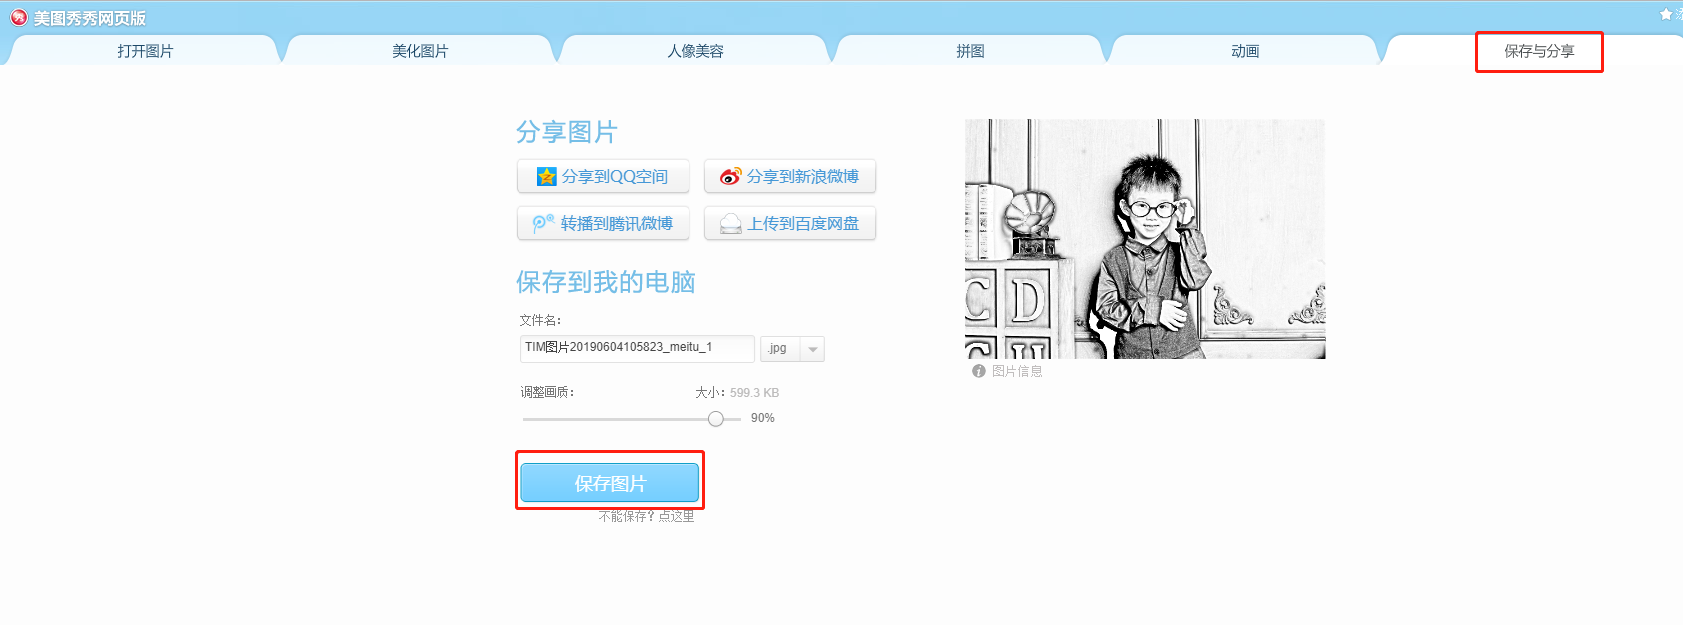 美图秀秀网页版
打开图片
美化图片
人像美容
拼图
动画
保存与分享
分享图片
分享到QQ空间
分享到新浪微博
转播到腾讯微博
上传到百度网盘
保存到我的电脑
文件名：
TIM图片20190604105823_meitu_1
.jpg
调整画质：
大小：599.3 KB
90%
保存图片
不能保存？点这里
C D
图片信息